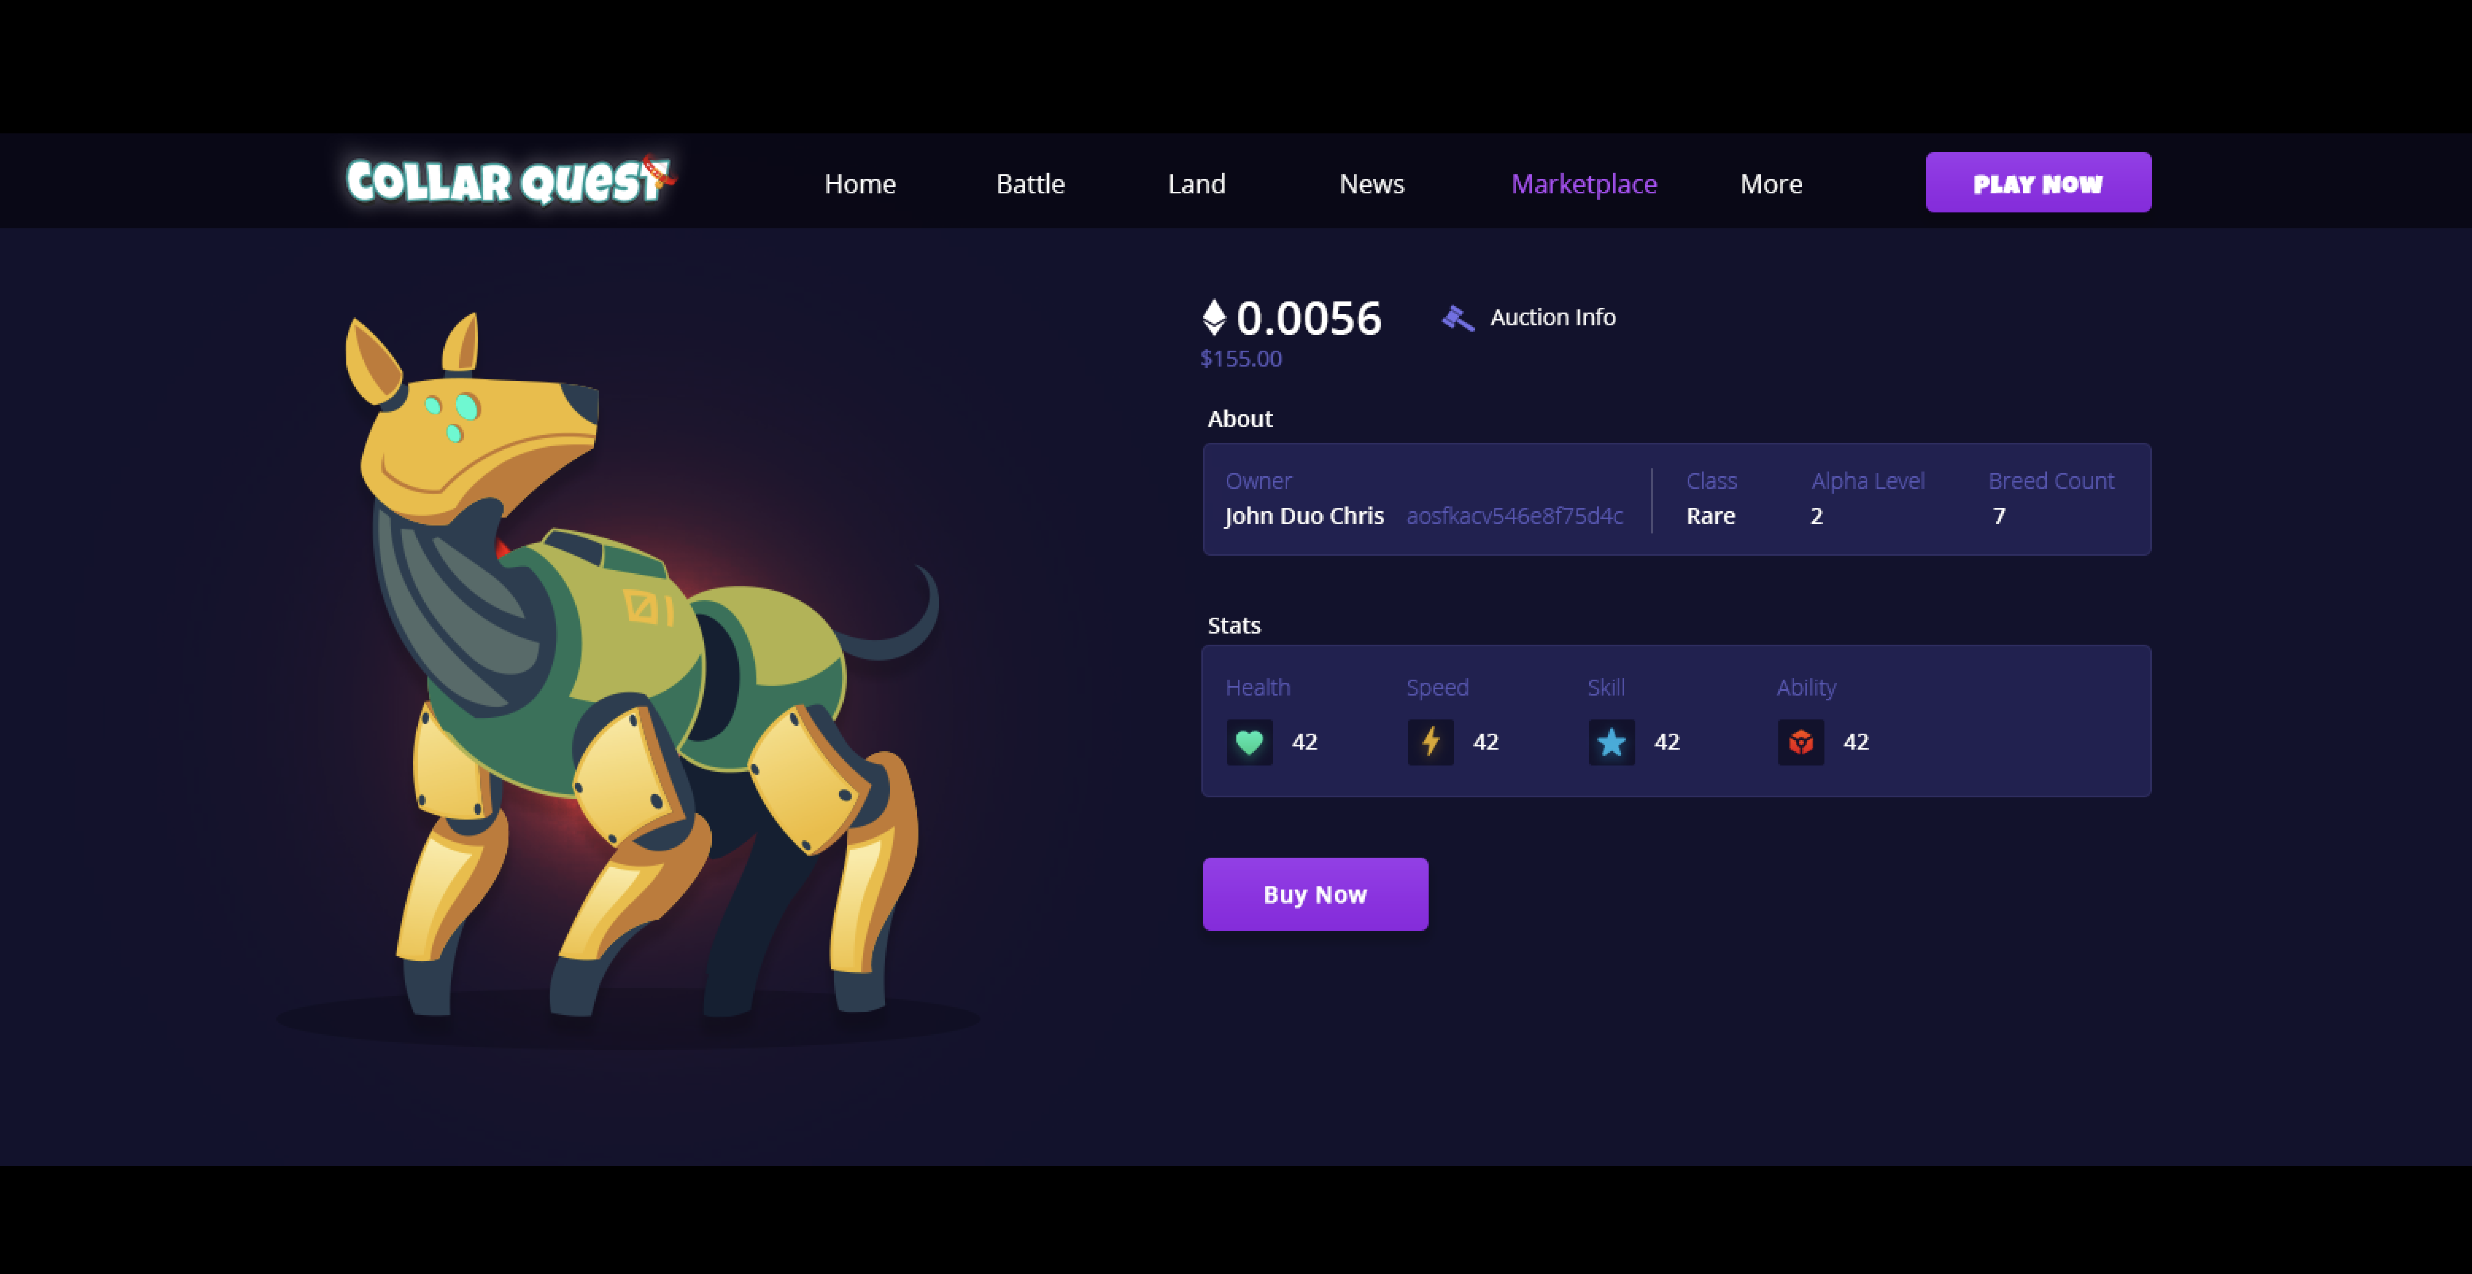 COLLAR QUEST
Home Battle Land News Marketplace More PLAY NOW
0.0056 Auction Info
$155.00
About
Owner Class Alpha Level Breed Count
John Duo Chris aosfkacv546e8f75d4c Rare 2 7
01
Stats
Health Speed Skill Ability
42 42 42 42
Buy Now